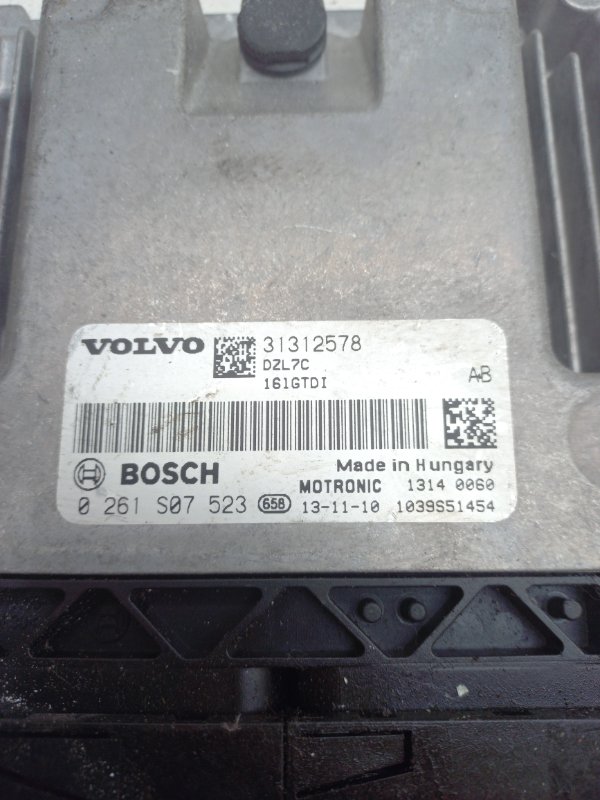 VOLVO 31312578
DZL7C
161GTDI AB
BOSCH Made in Hungary
MOTRONIC 1314 0060
0 261 S07 523 658 13-11-10 1039S51454